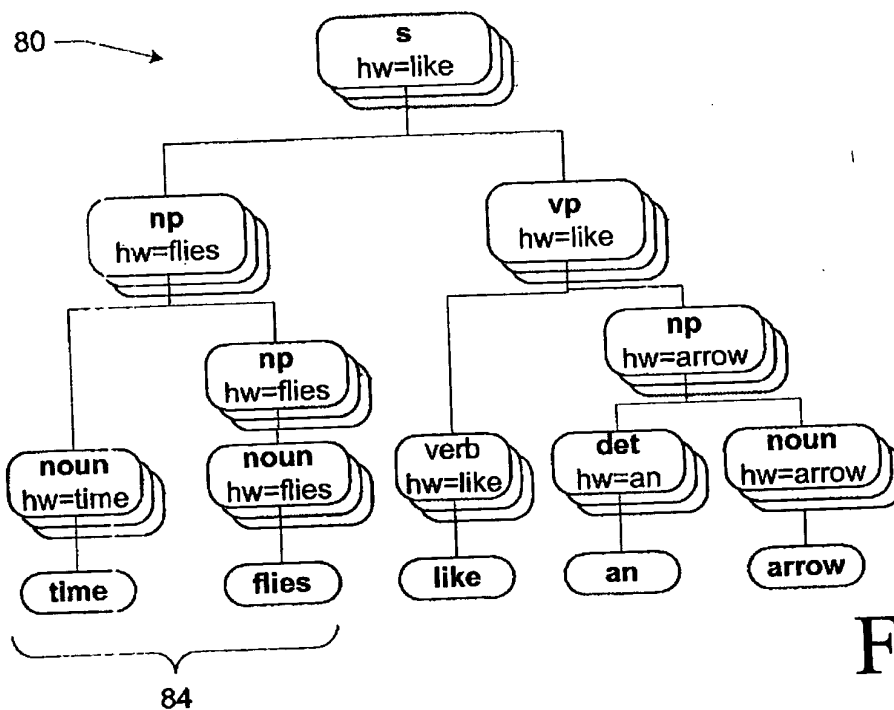 80
s
hw=like
np
hw=flies
vp
hw=like
np
hw=flies
np
hw=arrow
noun
hw=time
noun
hw=flies
verb
hw=like
det
hw=an
noun
hw=arrow
time
flies
like
an
arrow
84
F